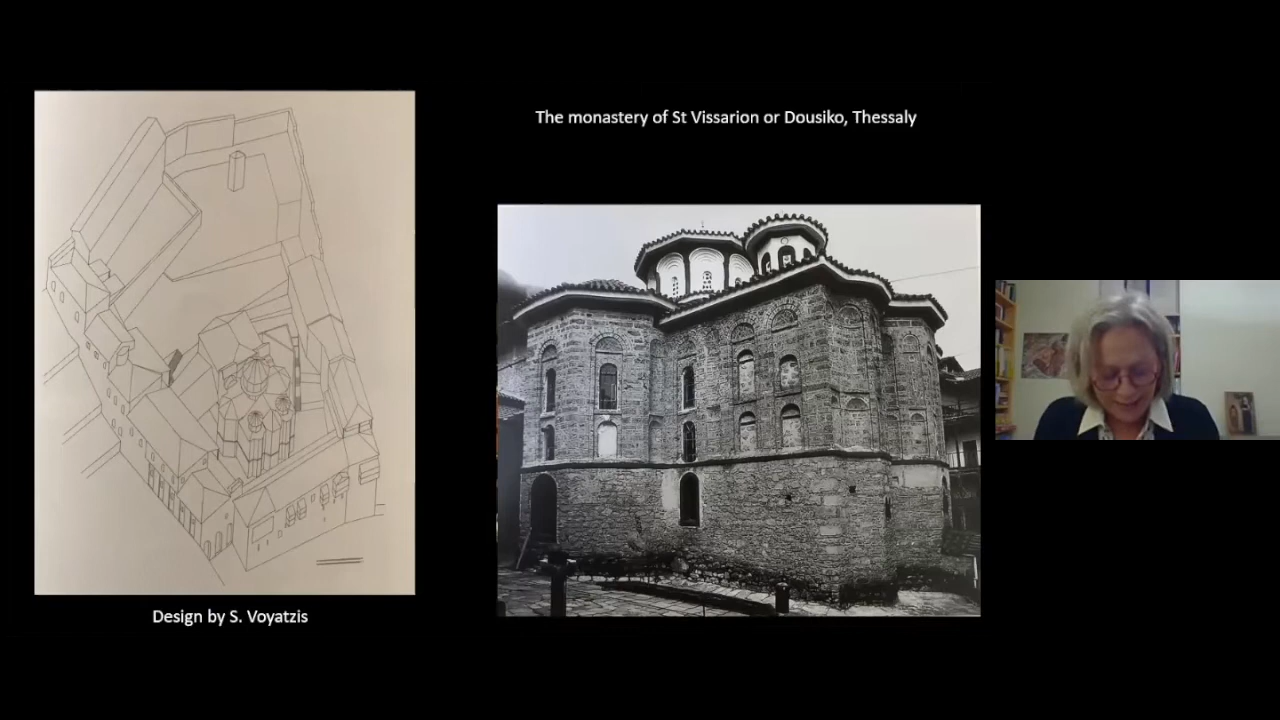 The monastery of St Vissarion or Dousiko, Thessaly
Design by S. Voyatzis